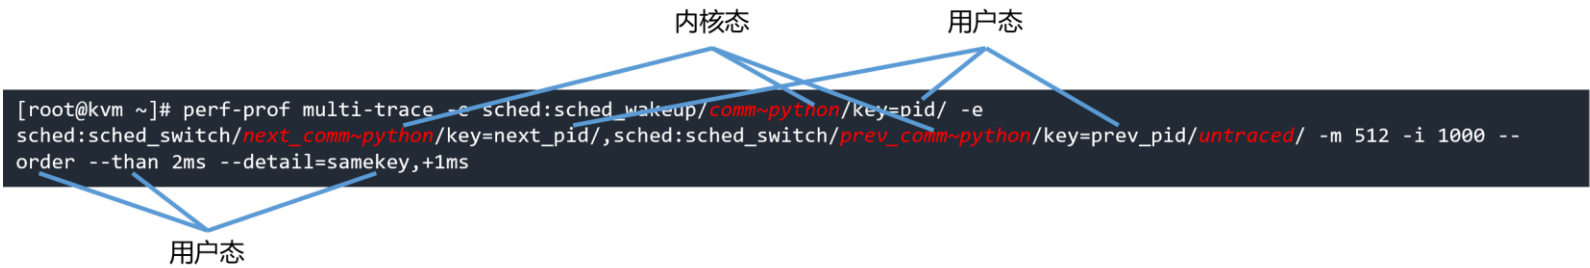 内核态 用户态
[root@kvm ~]# perf-prof multi-trace -e sched:sched_wakeup/comm~python/key=pid/ -e
sched:sched_switch/next_comm~python/key=next_pid/,sched:sched_switch/prev_comm~python/key=prev_pid/untraced/ -m 512 -i 1000 --
order --than 2ms --detail=samekey,+1ms
用户态